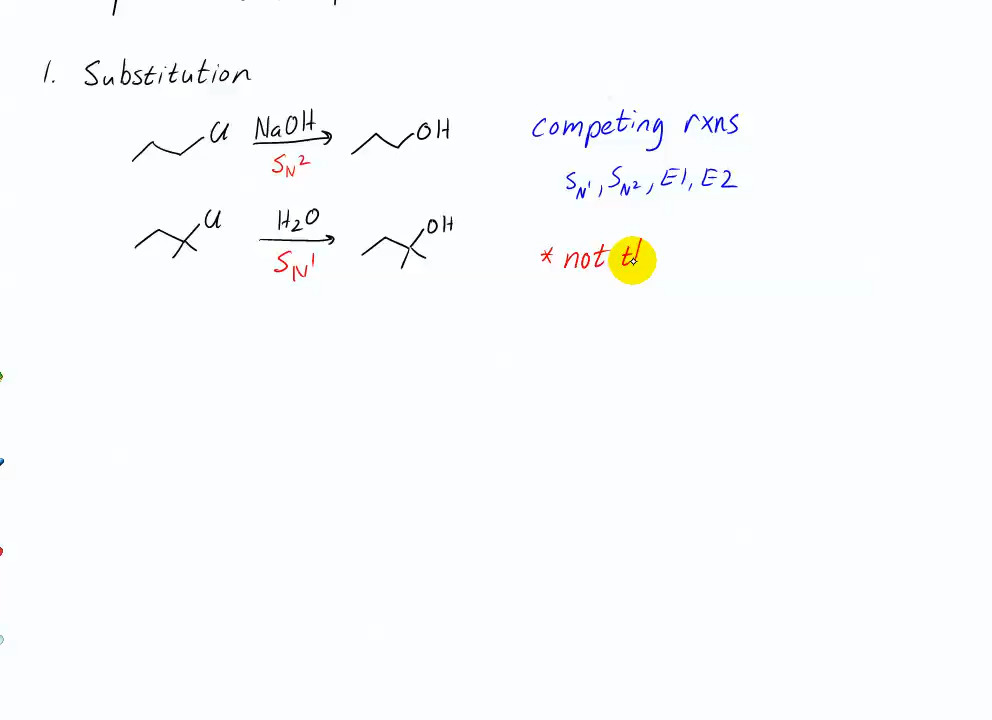 1. Substitution
Cl NaOH OH
SN2
Cl H2O OH
SN1
competing rxns
SN1, SN2, E1, E2
* not